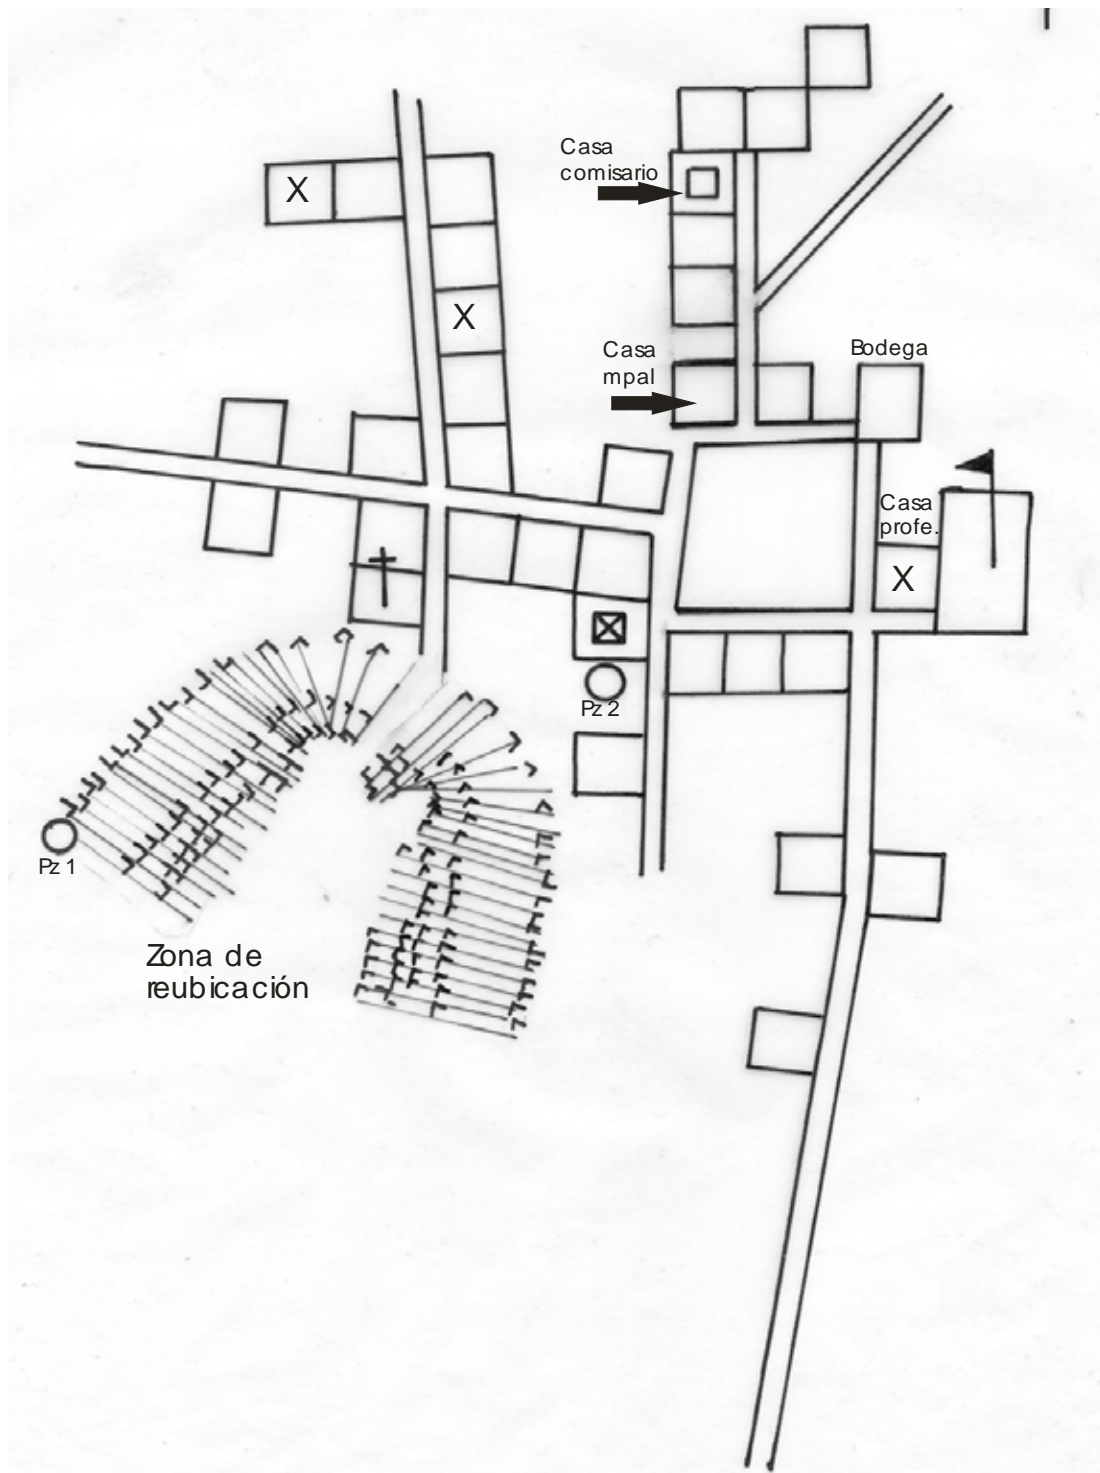 Casa
comisario
X
X
Casa
mpal
Bodega
Casa
profe.
X
Pz 2
Pz 1
Zona de
reubicación